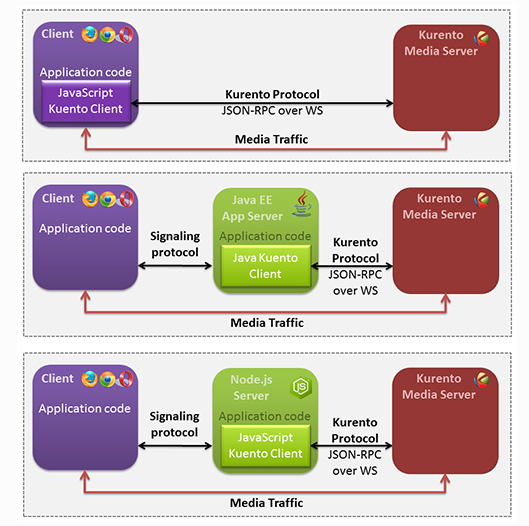 Client
Application code
JavaScript
Kuento Client
Kurento Protocol
JSON-RPC over WS
Kurento
Media Server
Media Traffic
Client
Application code
Signaling
protocol
Java EE
App Server
Application code
Java Kuento
Client
Kurento
Protocol
JSON-RPC
over WS
Kurento
Media Server
Media Traffic
Client
Application code
Signaling
protocol
Node.js
Server
JS
Application code
JavaScript
Kuento Client
Kurento
Protocol
JSON-RPC
over WS
Kurento
Media Server
Media Traffic